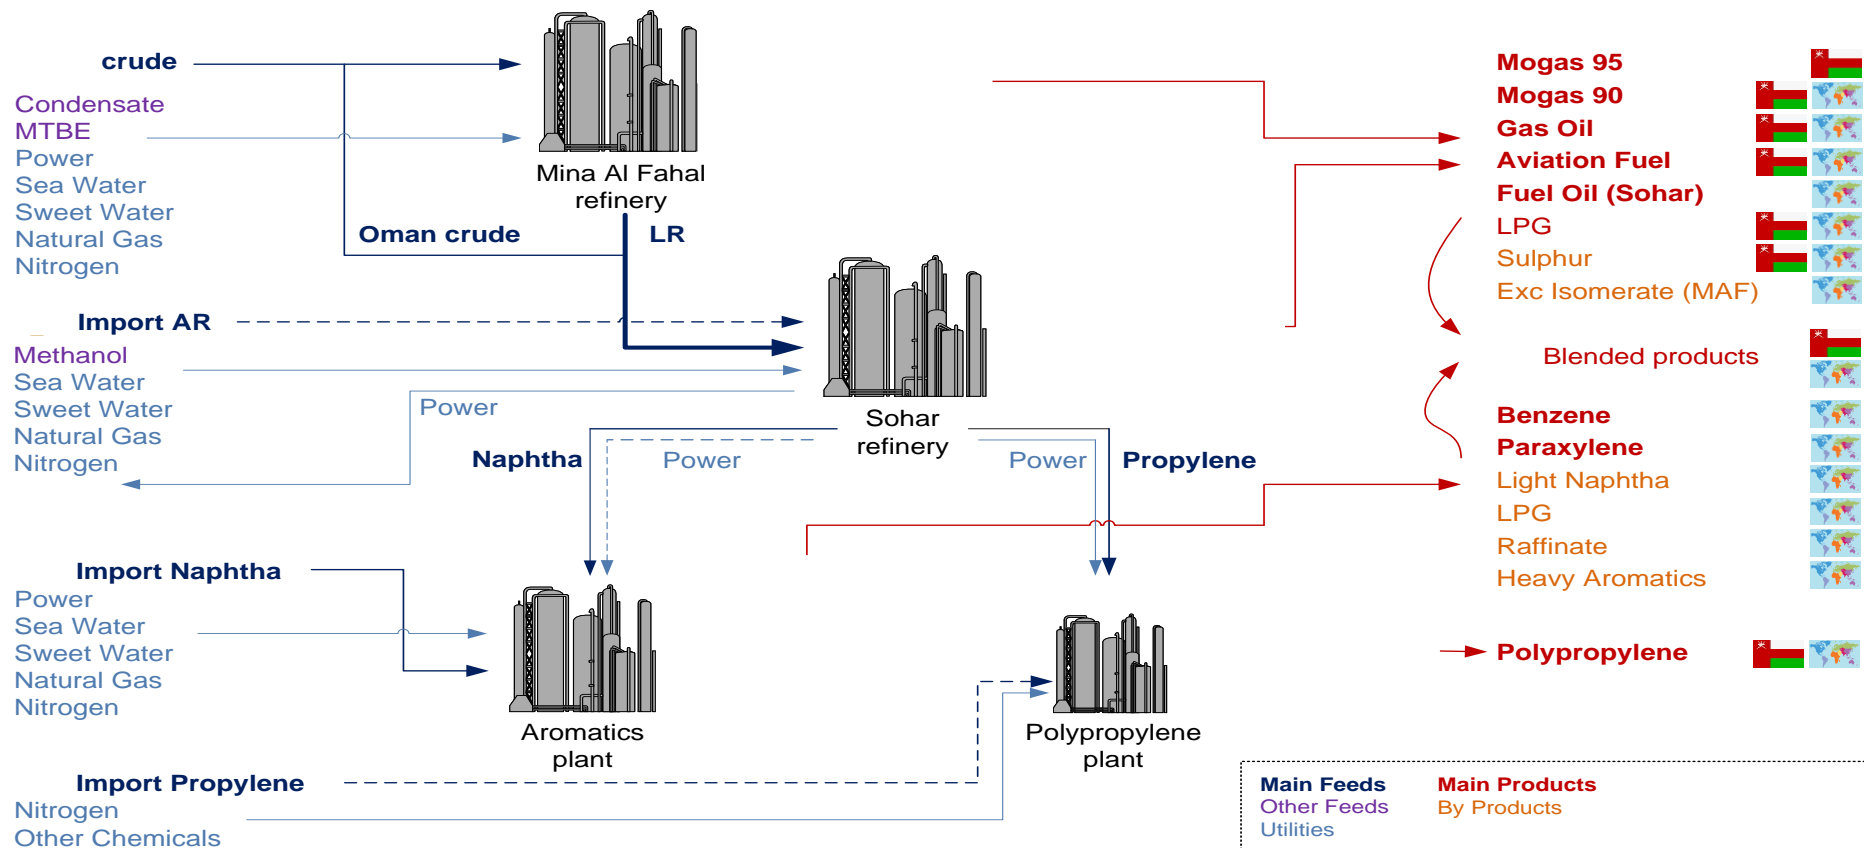 crude
Condensate
MTBE
Power
Sea Water
Sweet Water
Natural Gas
Nitrogen
Mina Al Fahal
refinery
Oman crude
LR
Import AR
Methanol
Sea Water
Sweet Water
Natural Gas
Nitrogen
Power
Sohar
refinery
Naphtha
Power
Power
Propylene
Import Naphtha
Power
Sea Water
Sweet Water
Natural Gas
Nitrogen
Aromatics
plant
Polypropylene
plant
Import Propylene
Nitrogen
Other Chemicals
Mogas 95
Mogas 90
Gas Oil
Aviation Fuel
Fuel Oil (Sohar)
LPG
Sulphur
Exc Isomerate (MAF)
Blended products
Benzene
Paraxylene
Light Naphtha
LPG
Raffinate
Heavy Aromatics
Polypropylene
Main Feeds
Other Feeds
Utilities
Main Products
By Products